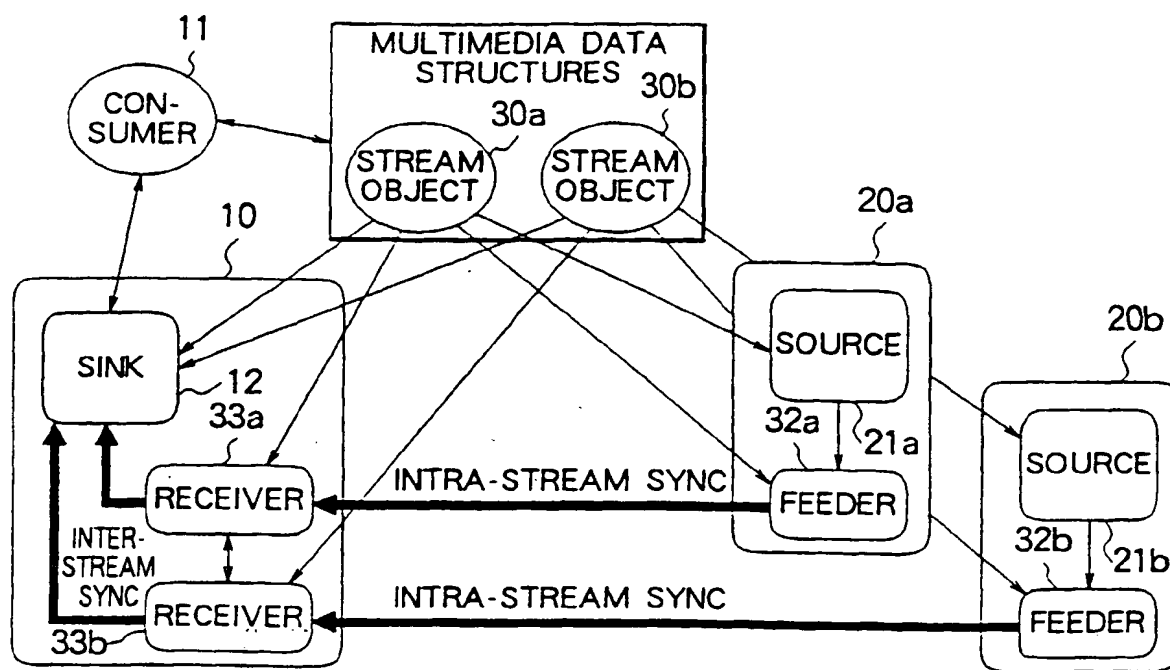 11
MULTIMEDIA DATA
STRUCTURES
30b
CON-
SUMER
30a
STREAM
OBJECT
STREAM
OBJECT
10
20a
SINK
SOURCE
20b
12
33a
32a
21a
SOURCE
RECEIVER
INTRA-STREAM SYNC
FEEDER
INTER-
STREAM
SYNC
32b
21b
RECEIVER
INTRA-STREAM SYNC
FEEDER
33b